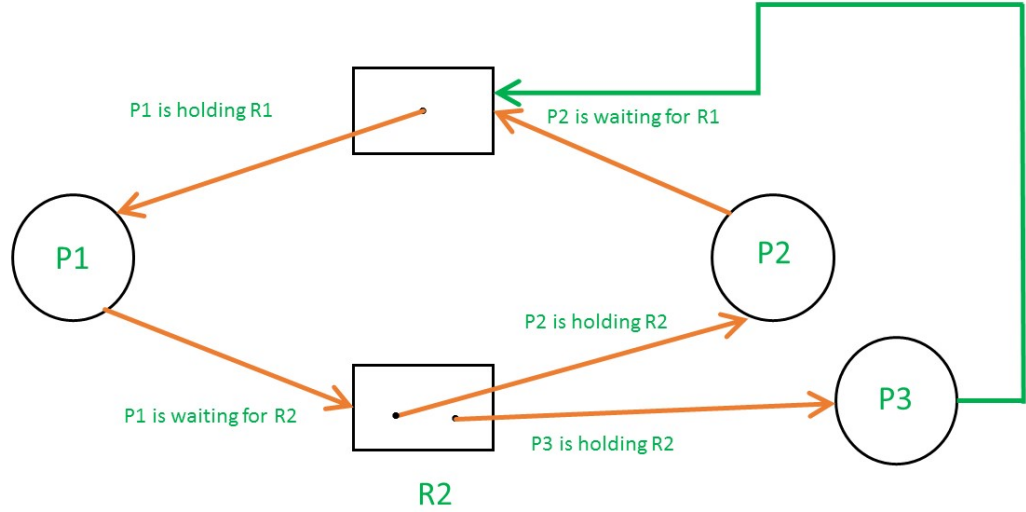 P1 is holding R1
P2 is waiting for R1
P1
P2
P2 is holding R2
P1 is waiting for R2
P3
P3 is holding R2
R2